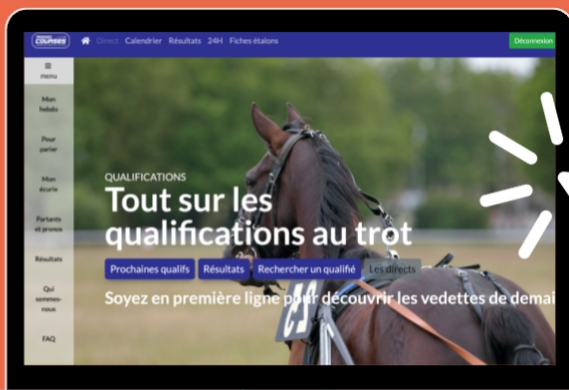 COURSES
Direct Calendrier Résultats 24H Fiches étalons
Déconnexion
menu
Mon
hebdo
Pour
parier
Mon
écurie
Partants
et pronos
Résultats
Qui
sommes-
nous
FAQ
QUALIFICATIONS
Tout sur les
qualifications au trot
Prochaines qualifs Résultats Rechercher un qualifié Les directs
Soyez en première ligne pour découvrir les vedettes de demai